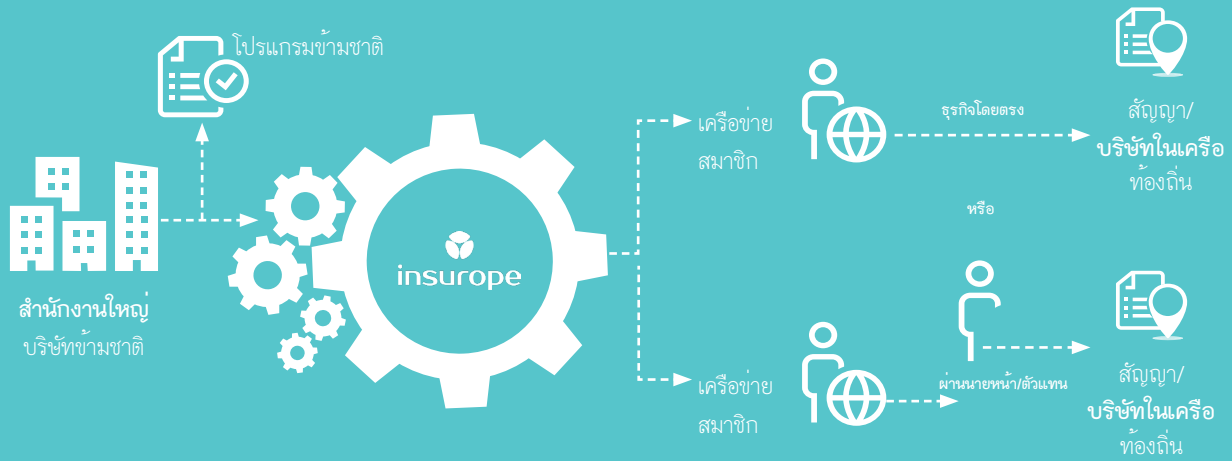 โปรแกรมข้ามชาติ
สำนักงานใหญ่
บริษัทข้ามชาติ
insurope
เครือข่าย
สมาชิก
ธุรกิจโดยตรง
สัญญา/
บริษัทในเครือ
ท้องถิ่น
หรือ
เครือข่าย
สมาชิก
ผ่านนายหน้า/ตัวแทน
สัญญา/
บริษัทในเครือ
ท้องถิ่น